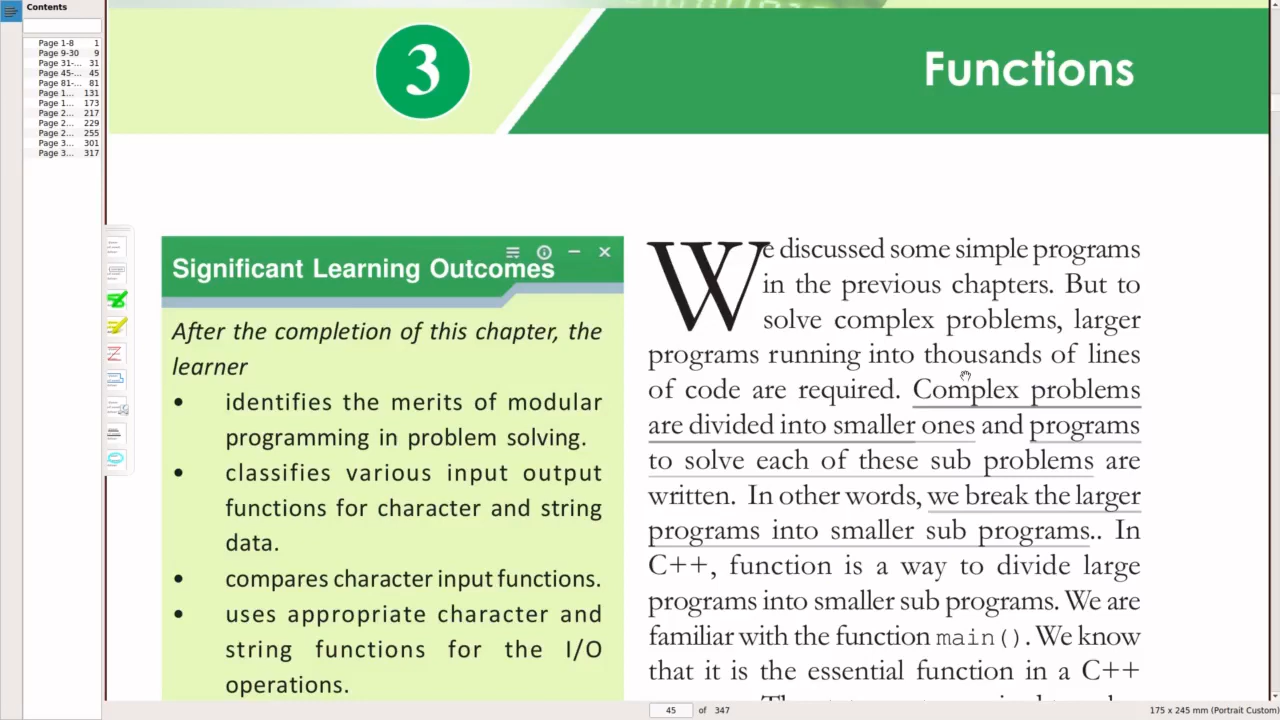 Contents
Page 1-8 1
Page 9-30 9
Page 31-... 31
Page 45-... 45
Page 81-... 81
Page 1... 131
Page 1... 173
Page 2... 217
Page 2... 229
Page 2... 255
Page 3... 301
Page 3... 317
3
Functions
Significant Learning Outcomes
After the completion of this chapter, the
learner
• identifies the merits of modular
programming in problem solving.
• classifies various input output
functions for character and string
data.
• compares character input functions.
• uses appropriate character and
string functions for the I/O
operations.
We discussed some simple programs
in the previous chapters. But to
solve complex problems, larger
programs running into thousands of lines
of code are required. Complex problems
are divided into smaller ones and programs
to solve each of these sub problems are
written. In other words, we break the larger
programs into smaller sub programs.. In
C++, function is a way to divide large
programs into smaller sub programs. We are
familiar with the function main(). We know
that it is the essential function in a C++
45 of 347
175 x 245 mm (Portrait Custom)